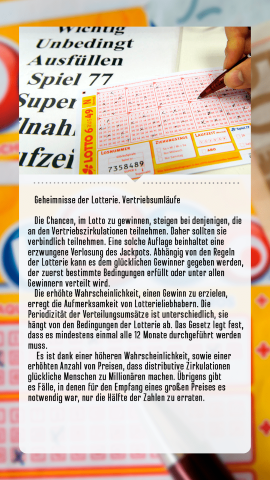 Wichtig
Unbedingt
Ausfüllen
Spiel 77
Super
lnah
ufzei
LOTTO 6 49
7358489
Geheimnisse der Lotterie. Vertriebsumläufe
Die Chancen, im Lotto zu gewinnen, steigen bei denjenigen, die
an den Vertriebszirkulationen teilnehmen. Daher sollten sie
verbindlich teilnehmen. Eine solche Auflage beinhaltet eine
erzwungene Verlosung des Jackpots. Abhängig von den Regeln
der Lotterie kann es dem glücklichen Gewinner gegeben werden,
der zuerst bestimmte Bedingungen erfüllt oder unter allen
Gewinnern verteilt wird.
Die erhöhte Wahrscheinlichkeit, einen Gewinn zu erzielen,
erregt die Aufmerksamkeit von Lotterieliebhabern. Die
Periodizität der Verteilungsumsätze ist unterschiedlich, sie
hängt von den Bedingungen der Lotterie ab. Das Gesetz legt fest,
dass es mindestens einmal alle 12 Monate durchgeführt werden
muss.
Es ist dank einer höheren Wahrscheinlichkeit, sowie einer
erhöhten Anzahl von Preisen, dass distributive Zirkulationen
glückliche Menschen zu Millionären machen. Übrigens gibt
es Fälle, in denen für den Empfang eines großen Preises es
notwendig war, nur die Hälfte der Zahlen zu erraten.